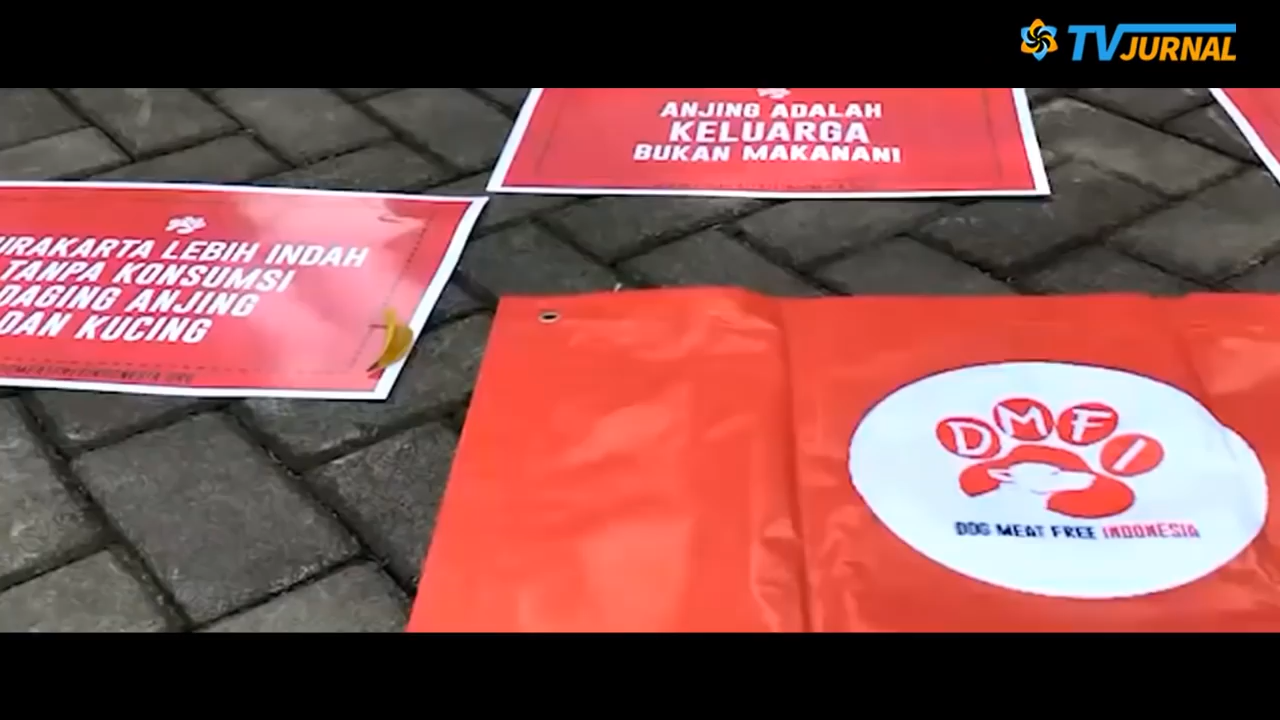 TVJURNAL
ANJING ADALAH
KELUARGA
BUKAN MAKANAN!
URAKARTA LEBIH INDAH
TANPA KONSUMSI
DAGING ANJING
DAN KUCING
DMFI
DOG MEAT FREE INDONESIA